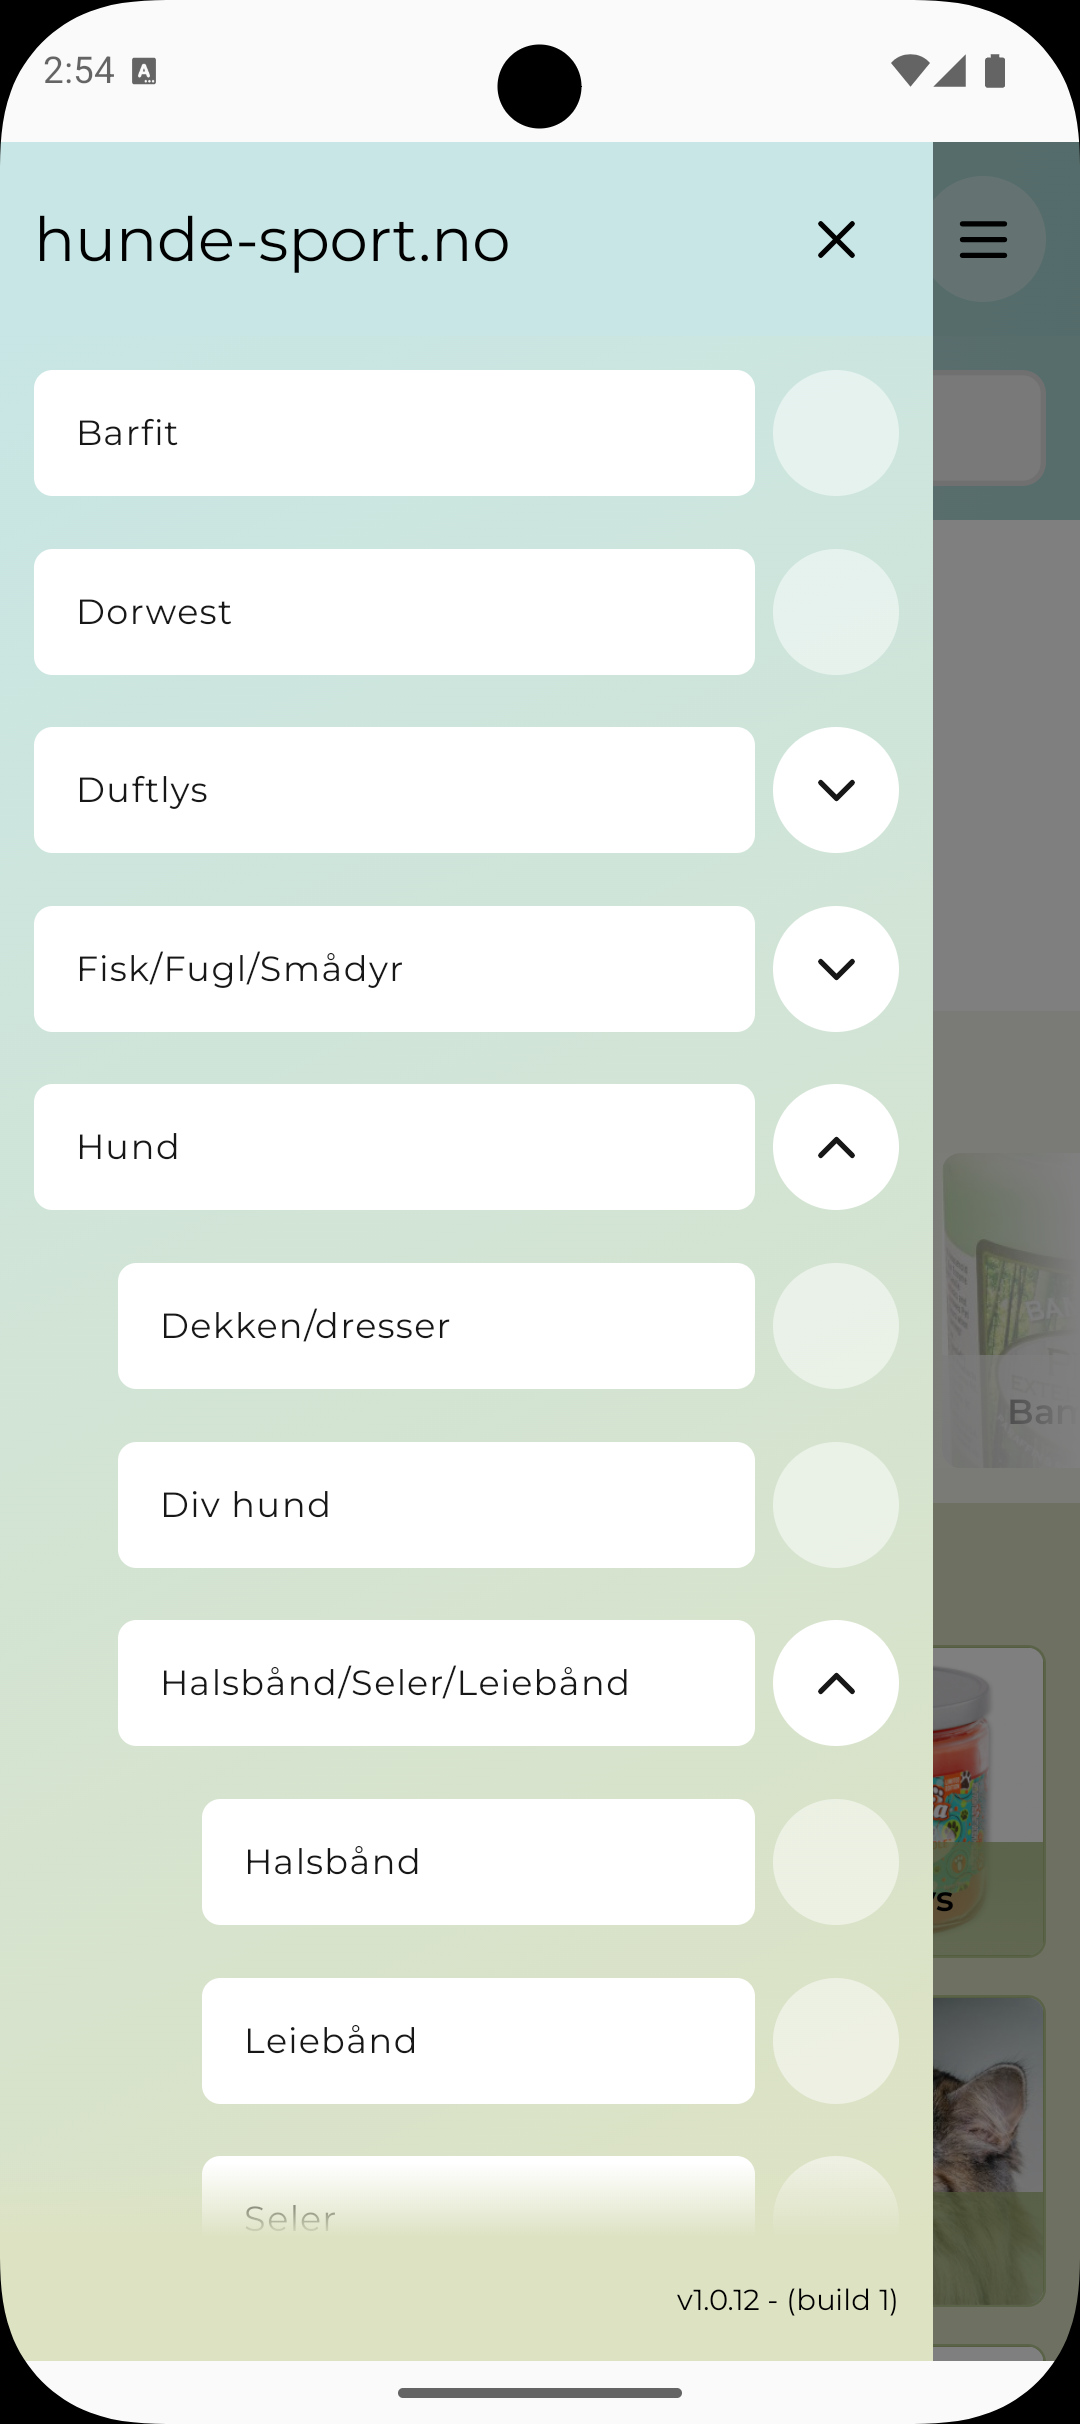 2:54
hunde-sport.no
Barfit
Dorwest
Duftlys
Fisk/Fugl/Smådyr
Hund
Dekken/dresser
Div hund
Halsbånd/Seler/Leiebånd
Halsbånd
Leiebånd
Seler
v1.0.12 - (build 1)